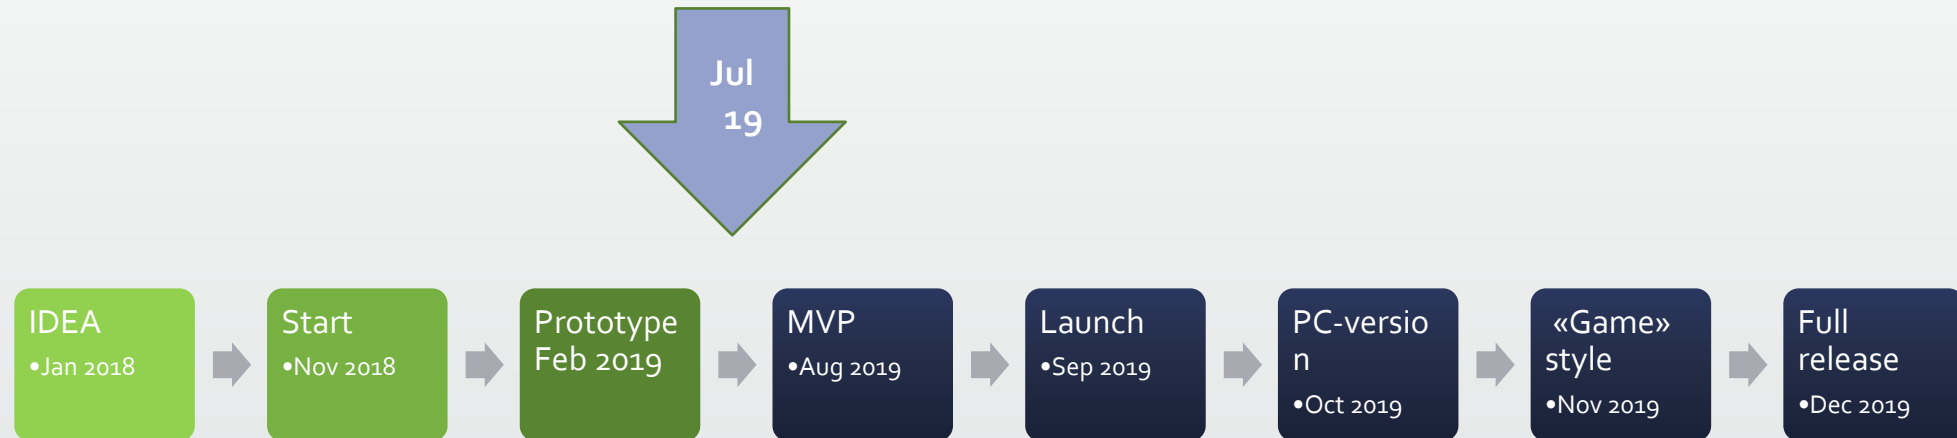 Jul
19
IDEA
•Jan 2018
Start
•Nov 2018
Prototype
Feb 2019
MVP
•Aug 2019
Launch
•Sep 2019
PC-versio
n
•Oct 2019
«Game»
style
•Nov 2019
Full
release
•Dec 2019